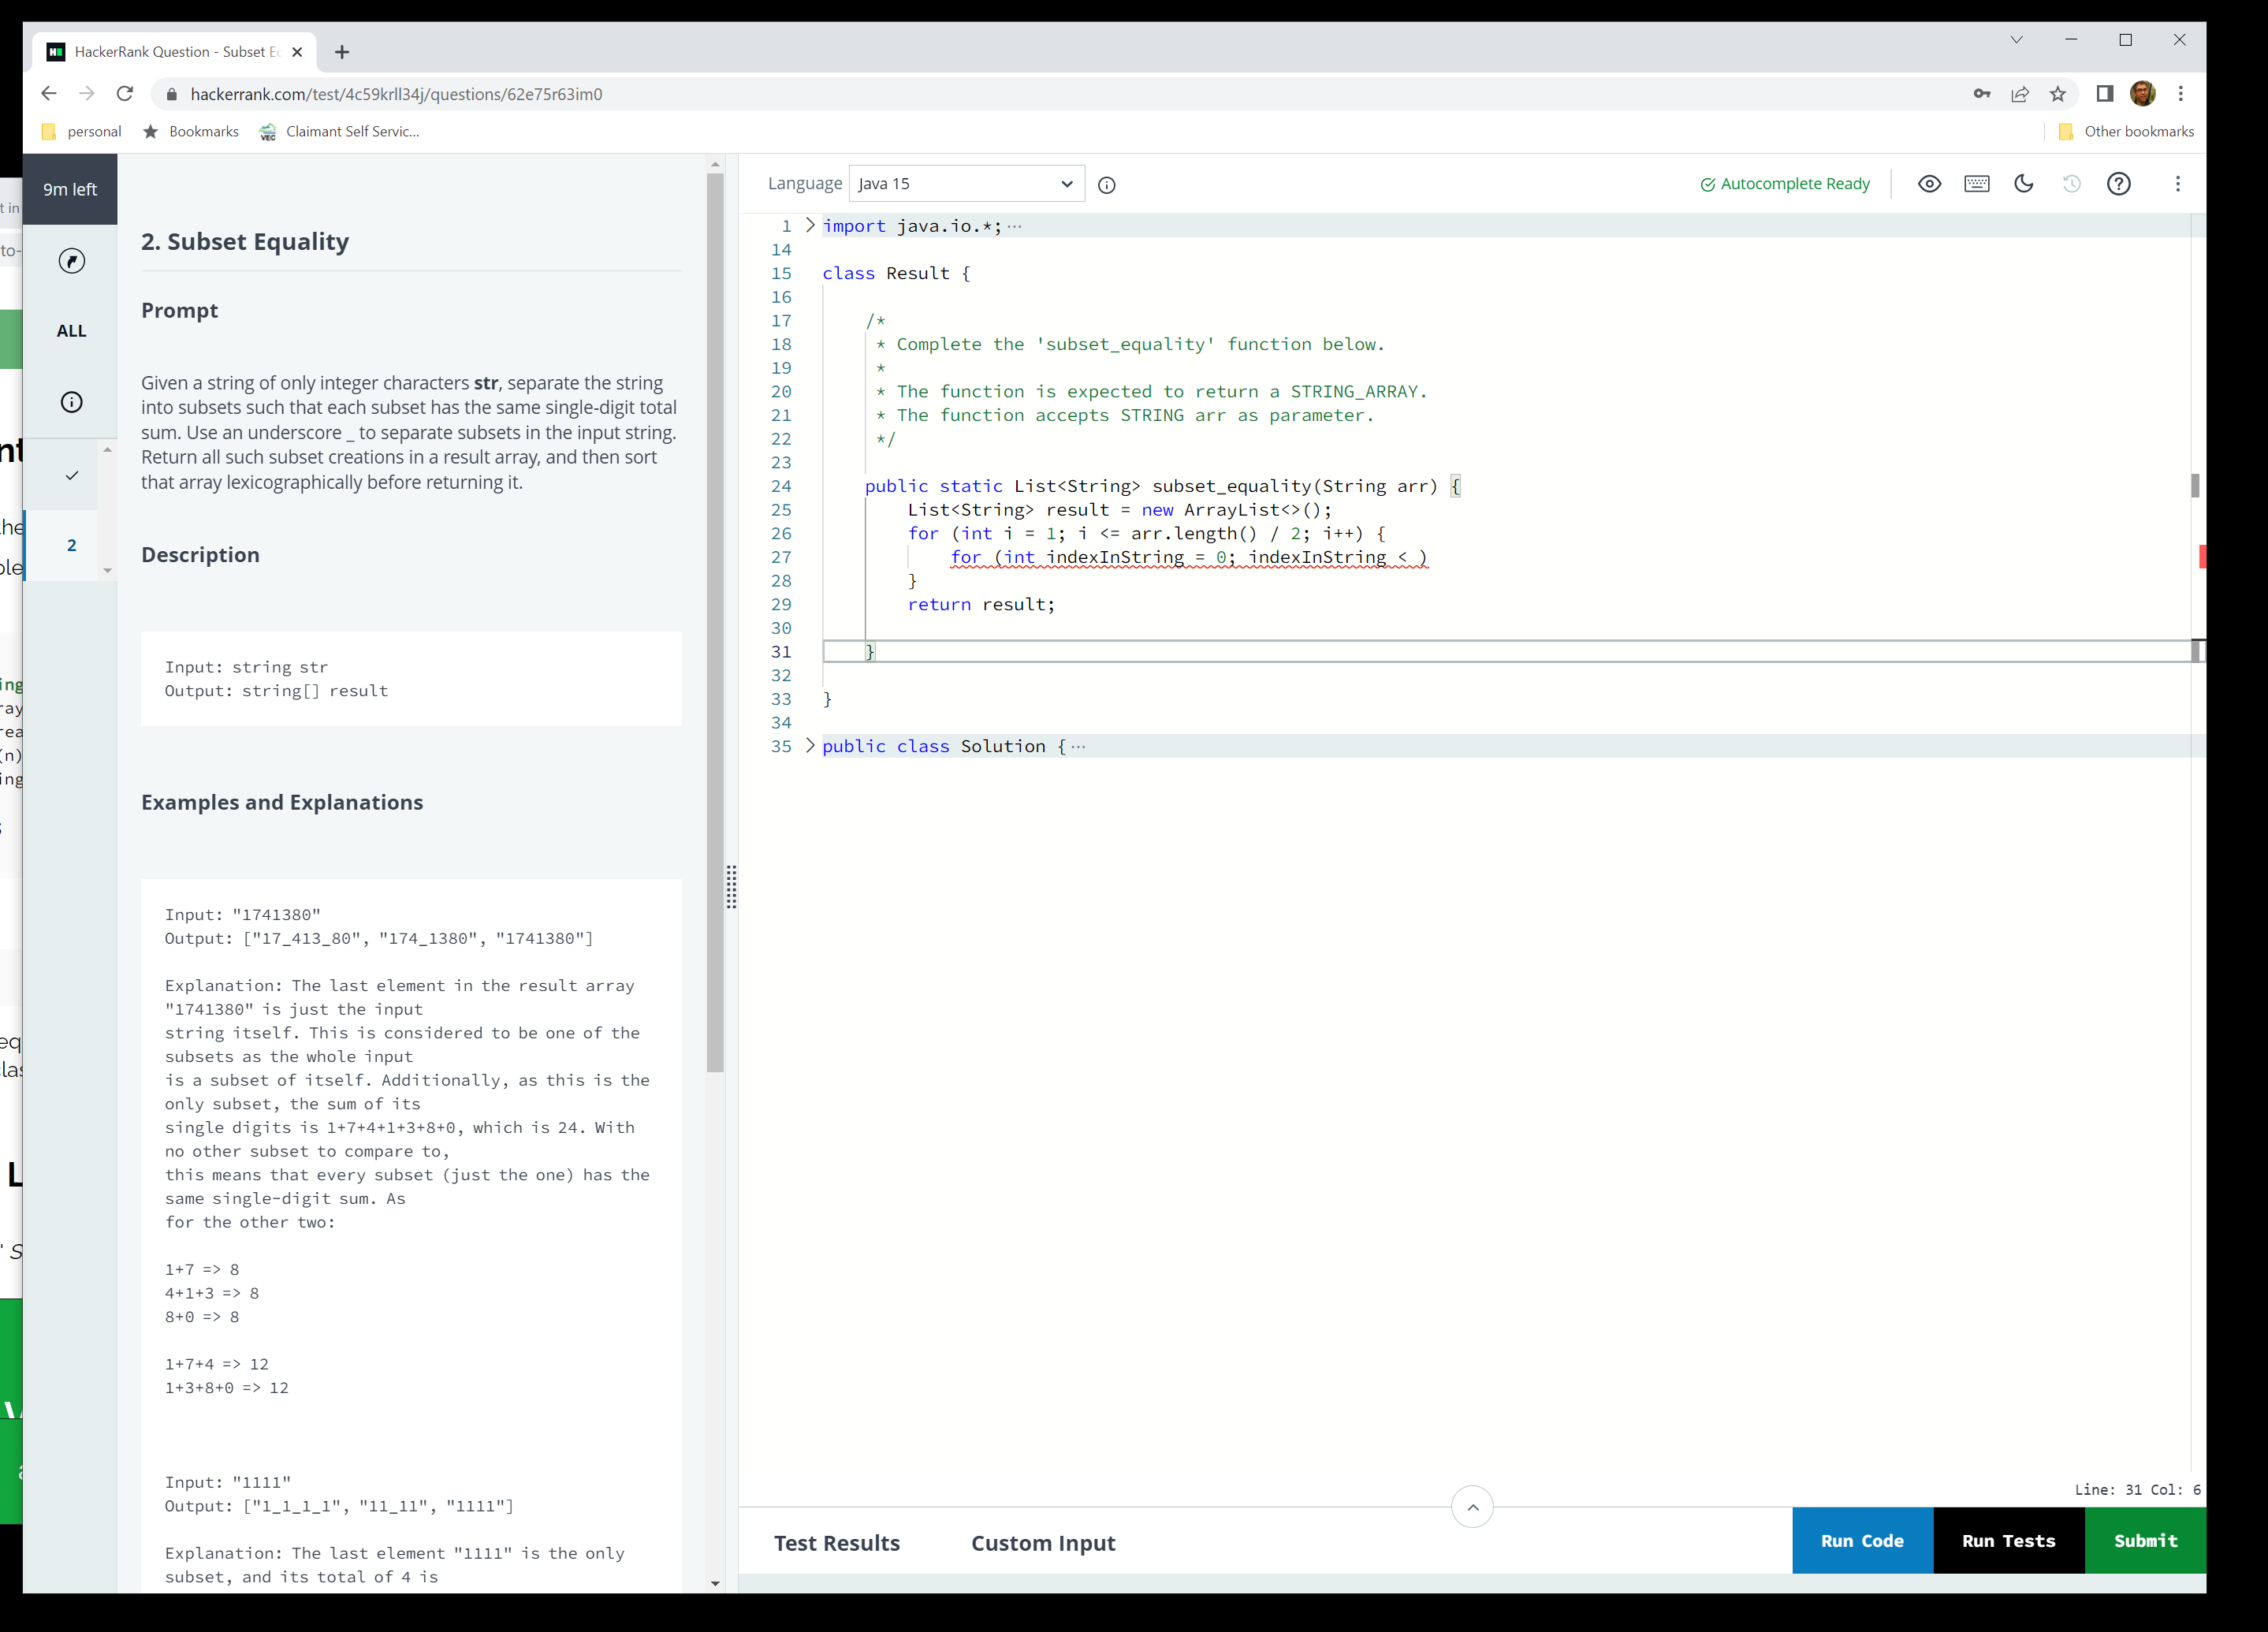 HackerRank Question - Subset Ec
hackerrank.com/test/4c59krll34j/questions/62e75r63im0
personal
Bookmarks
Claimant Self Servic...
Other bookmarks
9m left
ALL
2
2. Subset Equality
Prompt
Given a string of only integer characters str, separate the string
into subsets such that each subset has the same single-digit total
sum. Use an underscore _ to separate subsets in the input string.
Return all such subset creations in a result array, and then sort
that array lexicographically before returning it.
Description
Input: string str
Output: string[] result
Examples and Explanations
Input: "1741380"
Output: ["17_413_80", "174_1380", "1741380"]
Explanation: The last element in the result array
"1741380" is just the input
string itself. This is considered to be one of the
subsets as the whole input
is a subset of itself. Additionally, as this is the
only subset, the sum of its
single digits is 1+7+4+1+3+8+0, which is 24. With
no other subset to compare to,
this means that every subset (just the one) has the
same single-digit sum. As
for the other two:
1+7 => 8
4+1+3 => 8
8+0 => 8
1+7+4 => 12
1+3+8+0 => 12
Input: "1111"
Output: ["1_1_1_1", "11_11", "1111"]
Explanation: The last element "1111" is the only
subset, and its total of 4 is
Language Java 15
Autocomplete Ready
1 import java.io.*;···
14
15 class Result {
16
17 /*
18 * Complete the 'subset_equality' function below.
19 *
20 * The function is expected to return a STRING_ARRAY.
21 * The function accepts STRING arr as parameter.
22 */
23
24 public static List<String> subset_equality(String arr) {
25 List<String> result = new ArrayList<>();
26 for (int i = 1; i <= arr.length() / 2; i++) {
27 for (int indexInString = 0; indexInString < )
28 }
29 return result;
30
31 }
32
33 }
34
35 public class Solution {···
Line: 31 Col: 6
Test Results
Custom Input
Run Code
Run Tests
Submit